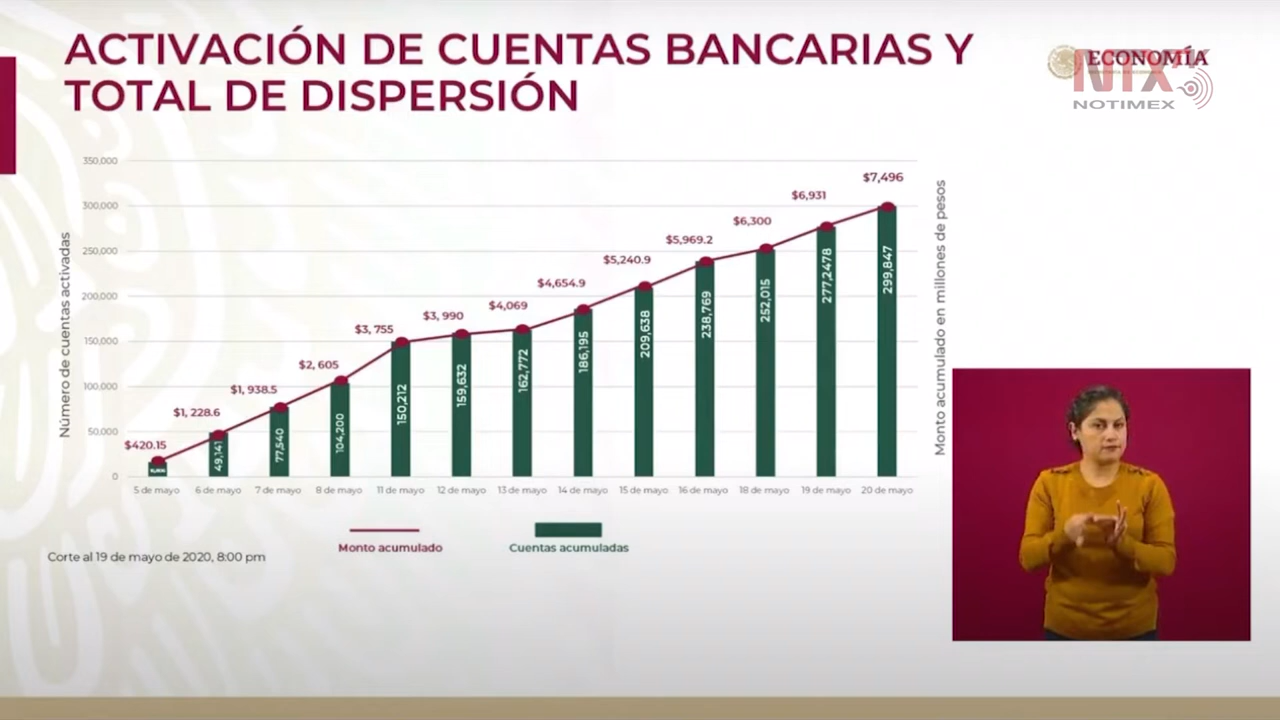 ACTIVACIÓN DE CUENTAS BANCARIAS Y
TOTAL DE DISPERSIÓN
ECONOMÍA
NTX
NOTIMEX
Número de cuentas activadas
350,000
300,000
250,000
200,000
150,000
100,000
50,000
0
$420.15
$1, 228.6
$1, 938.5
$2, 605
$3, 755
$3, 990
$4,069
$4,654.9
$5,240.9
$5,969.2
$6,300
$6,931
$7,496
49,141
77,540
104,200
150,212
159,632
162,772
186,195
209,638
238,769
252,015
277,2478
299,847
5 de mayo
6 de mayo
7 de mayo
8 de mayo
11 de mayo
12 de mayo
13 de mayo
14 de mayo
15 de mayo
16 de mayo
18 de mayo
19 de mayo
20 de mayo
Monto acumulado en millones de pesos
Monto acumulado
Cuentas acumuladas
Corte al 19 de mayo de 2020, 8:00 pm